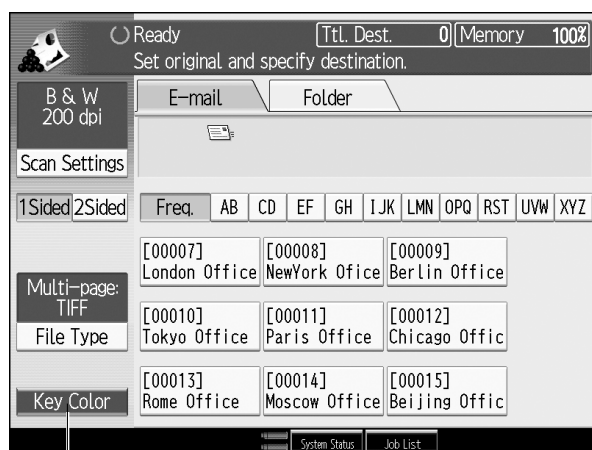 Ready Ttl. Dest. 0 Memory 100%
Set original and specify destination.
B & W
200 dpi
Scan Settings
1 Sided 2Sided
Multi-page:
TIFF
File Type
Key Color
E-mail Folder
Freq. AB CD EF GH IJK LMN OPQ RST UVW XYZ
[00007] [00008] [00009]
London Office NewYork Ofice Berlin Office
[00010] [00011] [00012]
Tokyo Office Paris Office Chicago Offic
[00013] [00014] [00015]
Rome Office Moscow Office Beijing Offic
System Status Job List